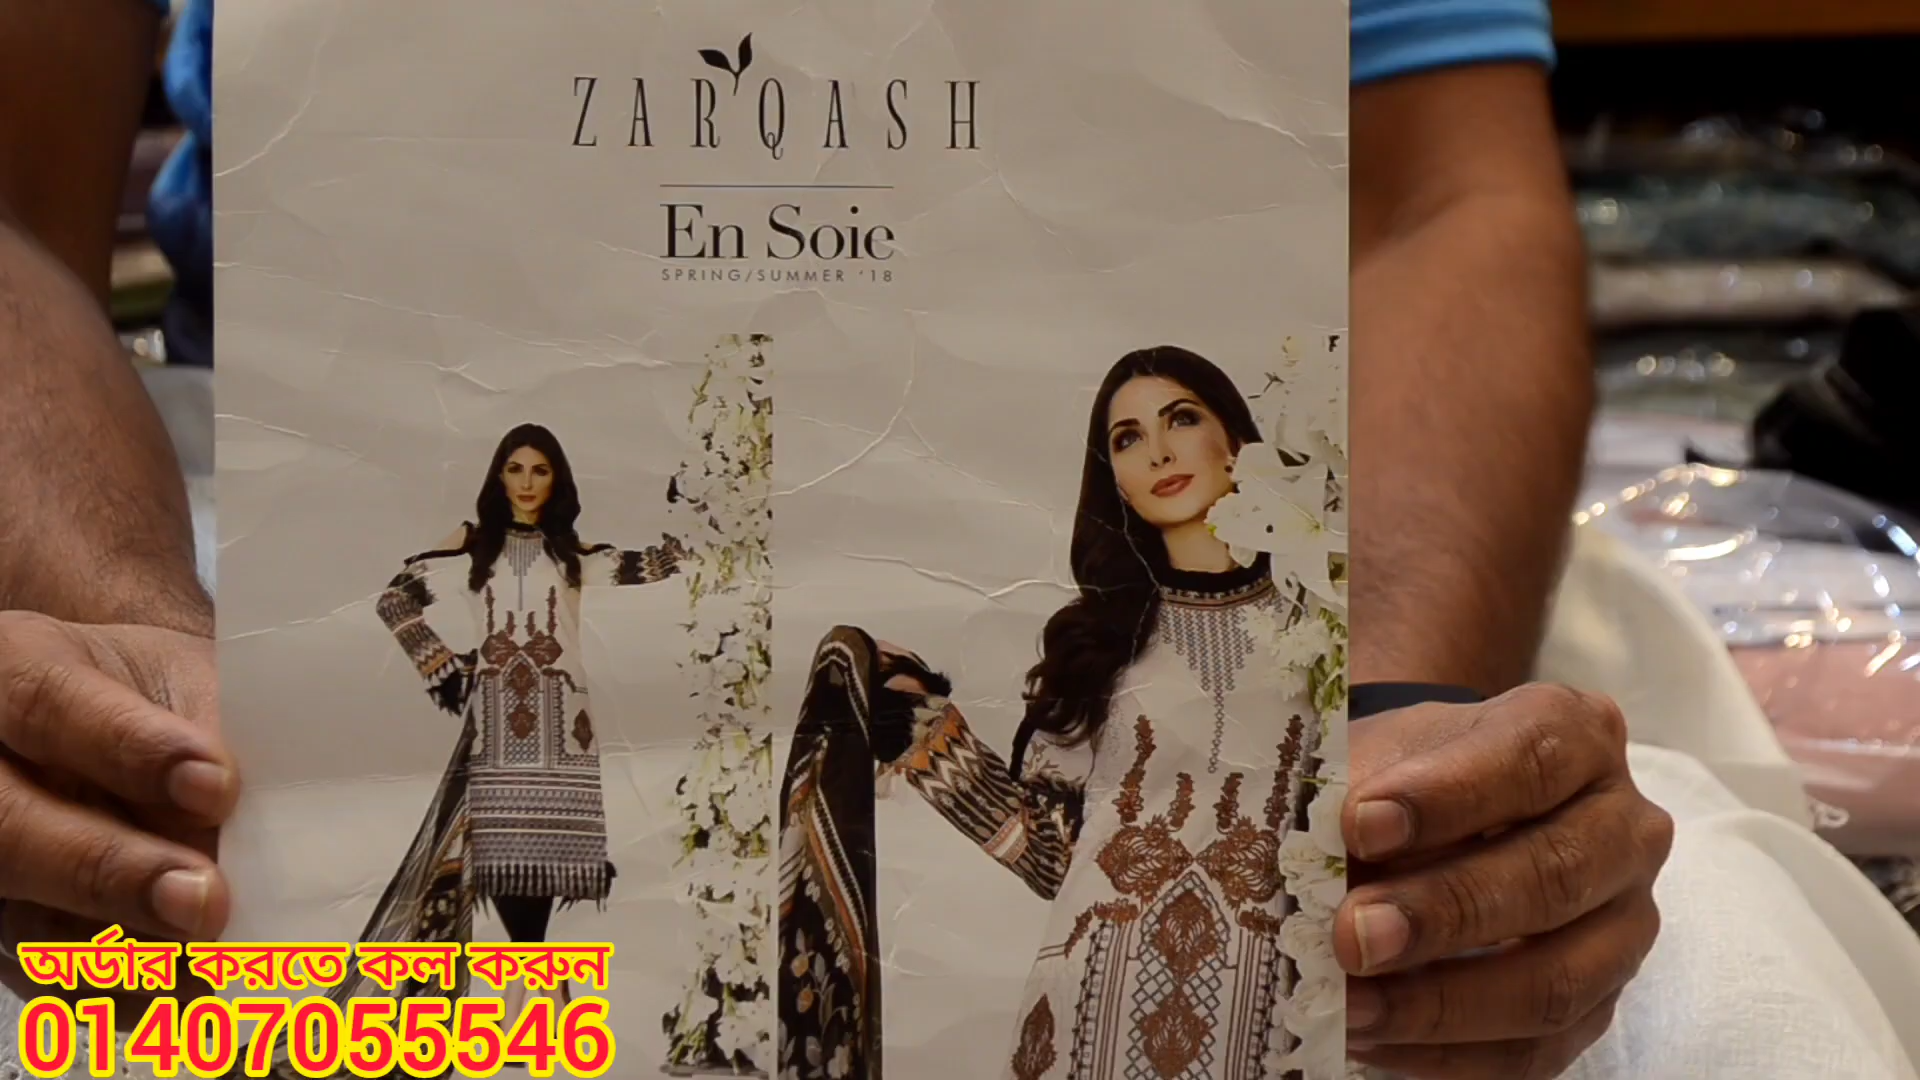 ZARQASH
En Soie
SPRING/SUMMER '18
অর্ডার করতে কল করুন
01407055546